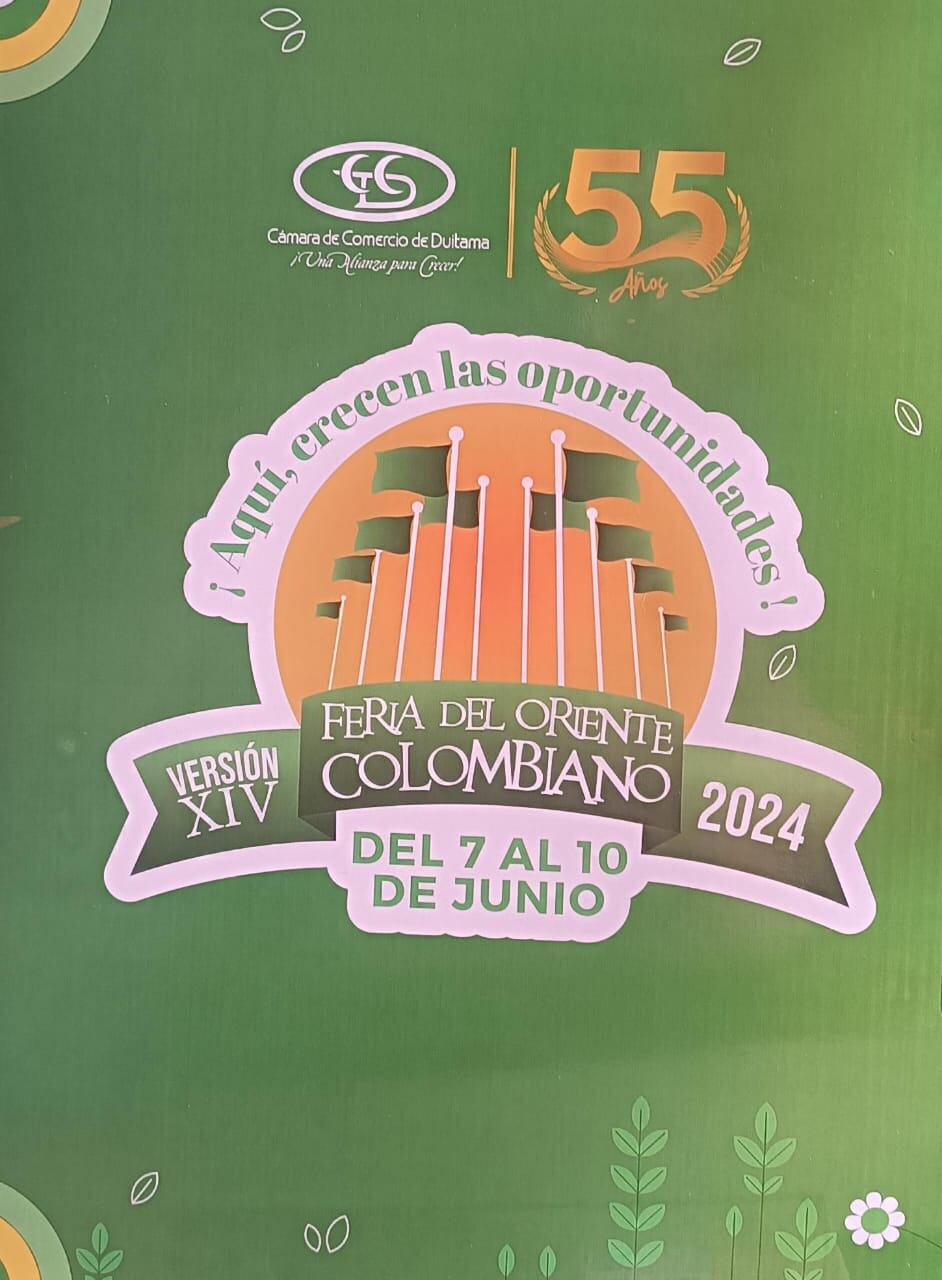 Cámara de Comercio de Duitama
¡Una Alianza para Crecer!
55
Años
¡Aquí, crecen las oportunidades!
FERIA DEL ORIENTE
COLOMBIANO
VERSIÓN
XIV
2024
DEL 7 AL 10
DE JUNIO